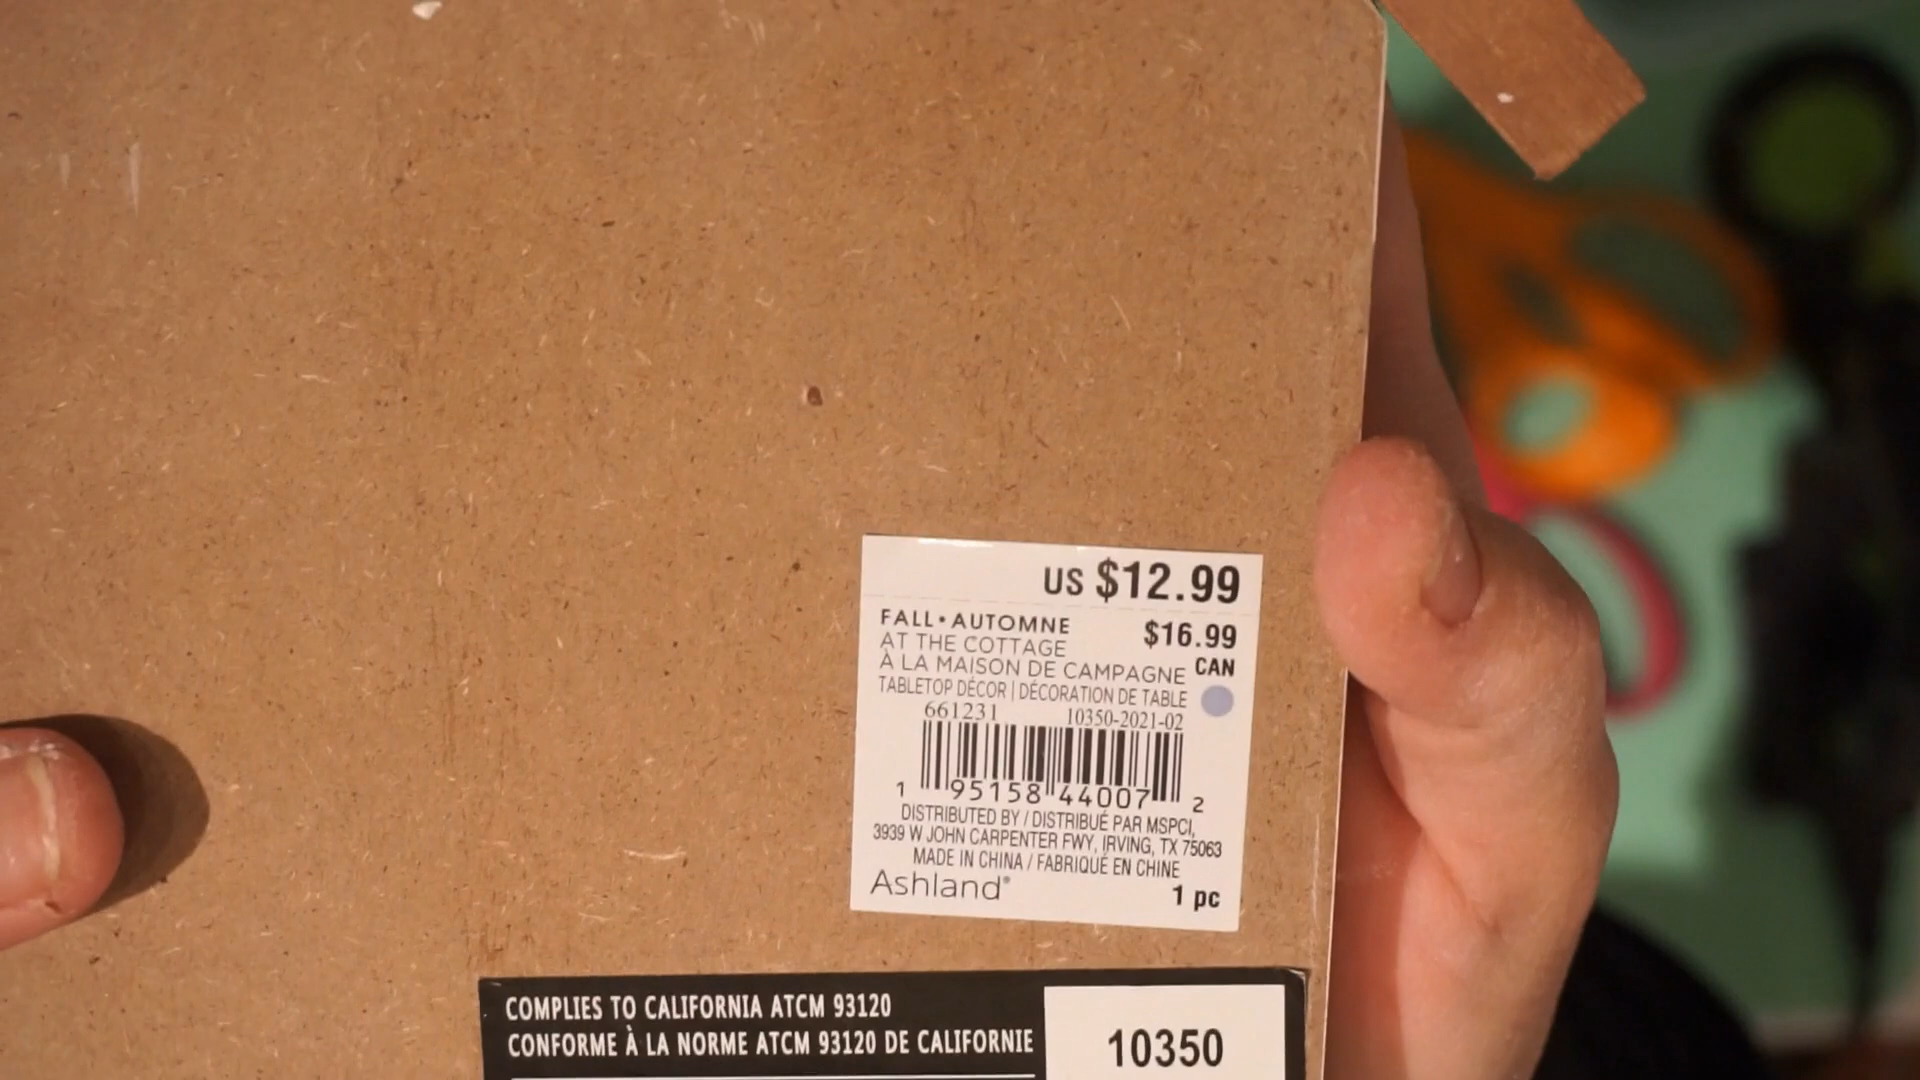 US $12.99
FALL•AUTOMNE $16.99
AT THE COTTAGE
À LA MAISON DE CAMPAGNE CAN
TABLETOP DÉCOR | DÉCORATION DE TABLE
661231 10350-2021-02
1 95158 44007 2
DISTRIBUTED BY / DISTRIBUÉ PAR MSPCI,
3939 W JOHN CARPENTER FWY, IRVING, TX 75063
MADE IN CHINA / FABRIQUÉ EN CHINE
Ashland® 1 pc
COMPLIES TO CALIFORNIA ATCM 93120
CONFORME À LA NORME ATCM 93120 DE CALIFORNIE
10350